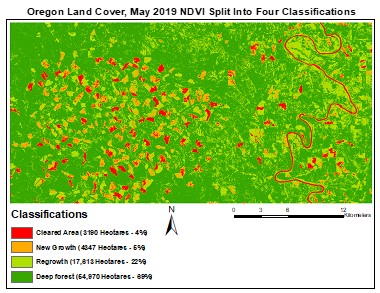 Oregon Land Cover, May 2019 NDVI Split Into Four Classifications
Classifications
Cleared Area (3190 Hectares - 4%)
New Growth (4347 Hectares - 5%)
Regrowth (17,813 Hectares - 22%)
Deep forest (54,970 Hectares - 69%)
N
0 3 6 12
Kilometers